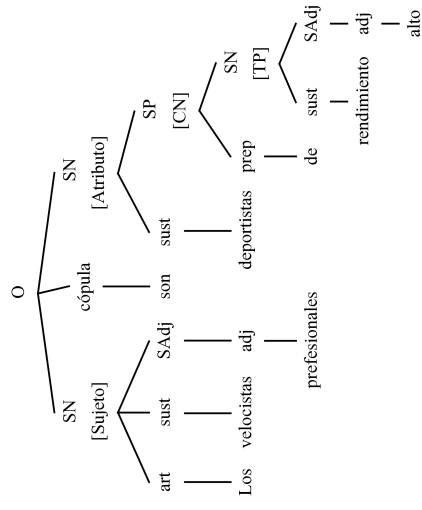 O
SN cópula SN
[Sujeto] [Atributo]
art sust SAdj son sust SP
[CN]
Los velocistas adj deportistas prep SN
[TP]
prefesionales de sust SAdj
rendimiento adj
alto